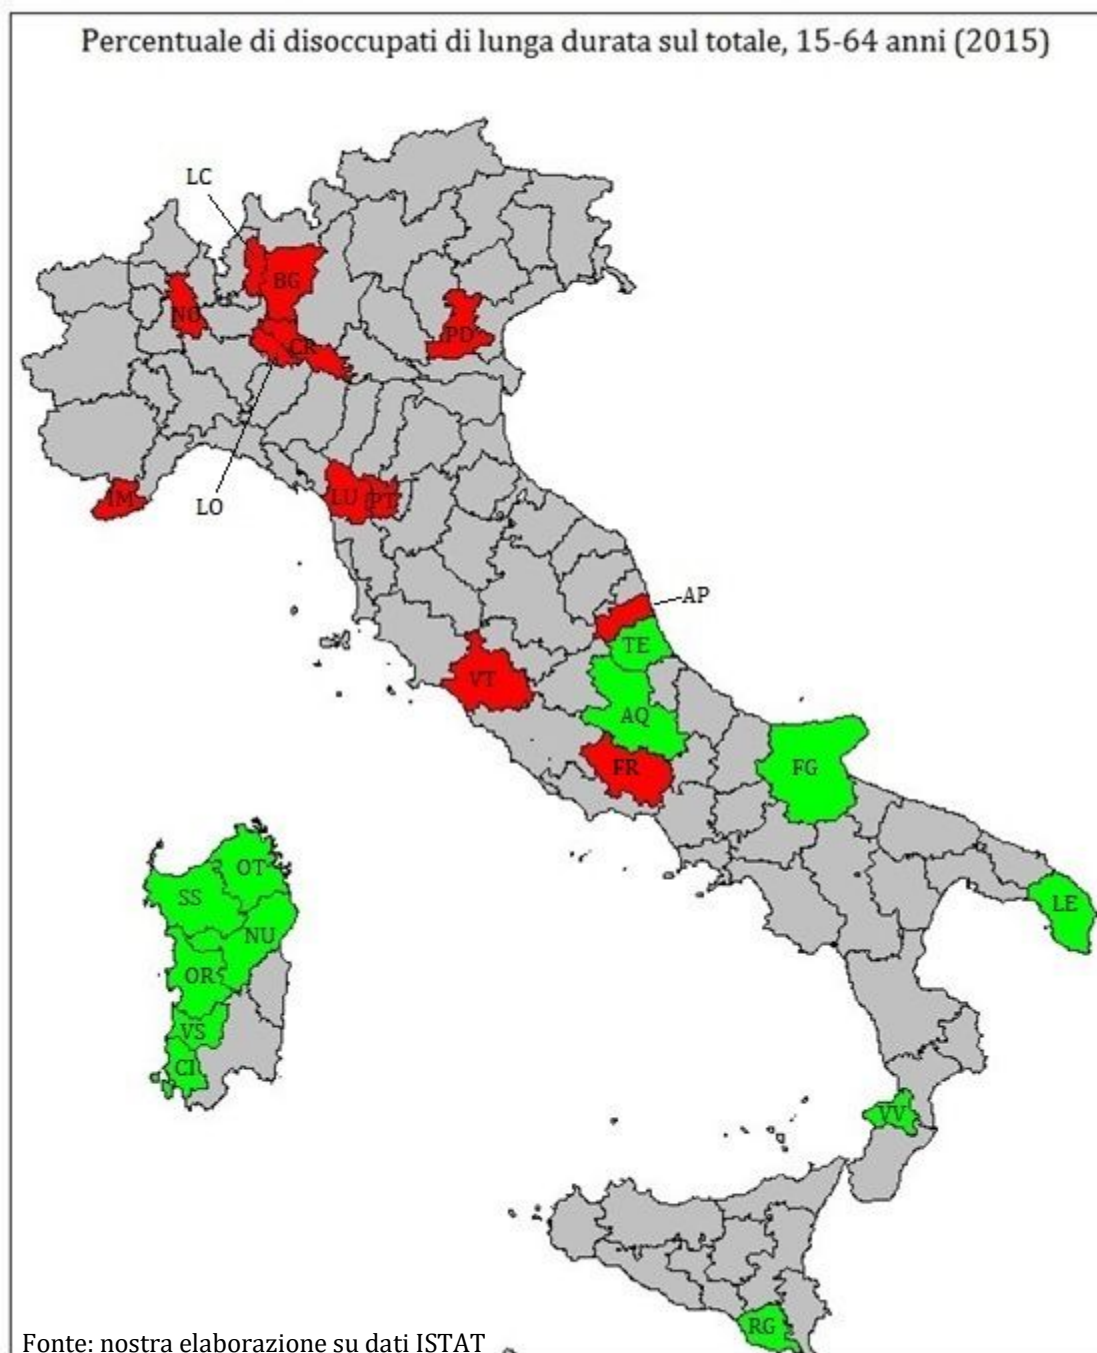 Percentuale di disoccupati di lunga durata sul totale, 15-64 anni (2015)
LC
BG
NO
PD
CR
IM
LO
LU
PT
AP
TE
VT
AQ
FR
FG
OT
SS
LE
NU
OR
VS
CI
VV
RG
Fonte: nostra elaborazione su dati ISTAT